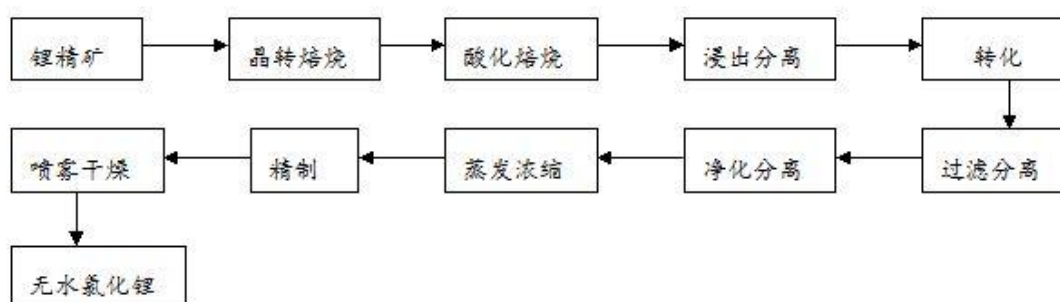 锂精矿
晶转焙烧
酸化焙烧
浸出分离
转化
过滤分离
净化分离
蒸发浓缩
精制
喷雾干燥
无水氯化锂